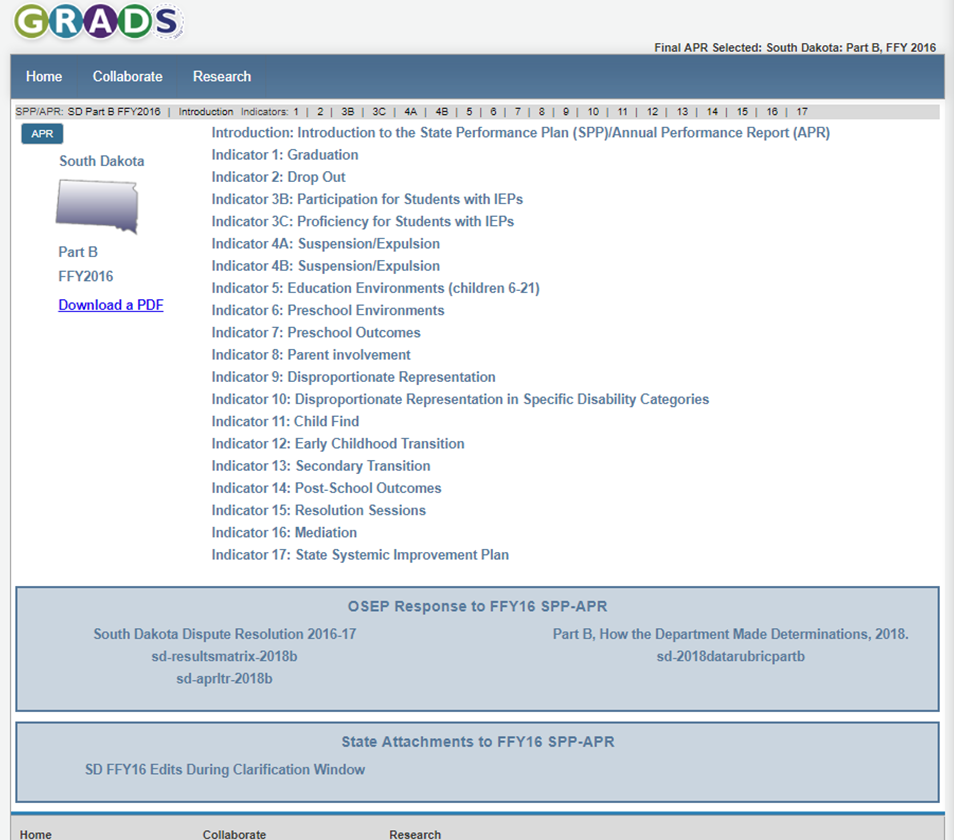 GRADS
Final APR Selected: South Dakota: Part B, FFY 2016
Home Collaborate Research
SPP/APR: SD Part B FFY2016 | Introduction Indicators: 1 | 2 | 3B | 3C | 4A | 4B | 5 | 6 | 7 | 8 | 9 | 10 | 11 | 12 | 13 | 14 | 15 | 16 | 17
APR
South Dakota
Part B
FFY2016
Download a PDF
Introduction: Introduction to the State Performance Plan (SPP)/Annual Performance Report (APR)
Indicator 1: Graduation
Indicator 2: Drop Out
Indicator 3B: Participation for Students with IEPs
Indicator 3C: Proficiency for Students with IEPs
Indicator 4A: Suspension/Expulsion
Indicator 4B: Suspension/Expulsion
Indicator 5: Education Environments (children 6-21)
Indicator 6: Preschool Environments
Indicator 7: Preschool Outcomes
Indicator 8: Parent involvement
Indicator 9: Disproportionate Representation
Indicator 10: Disproportionate Representation in Specific Disability Categories
Indicator 11: Child Find
Indicator 12: Early Childhood Transition
Indicator 13: Secondary Transition
Indicator 14: Post-School Outcomes
Indicator 15: Resolution Sessions
Indicator 16: Mediation
Indicator 17: State Systemic Improvement Plan
OSEP Response to FFY16 SPP-APR
South Dakota Dispute Resolution 2016-17
sd-resultsmatrix-2018b
sd-aprltr-2018b
Part B, How the Department Made Determinations, 2018.
sd-2018datarubricpartb
State Attachments to FFY16 SPP-APR
SD FFY16 Edits During Clarification Window
Home Collaborate Research